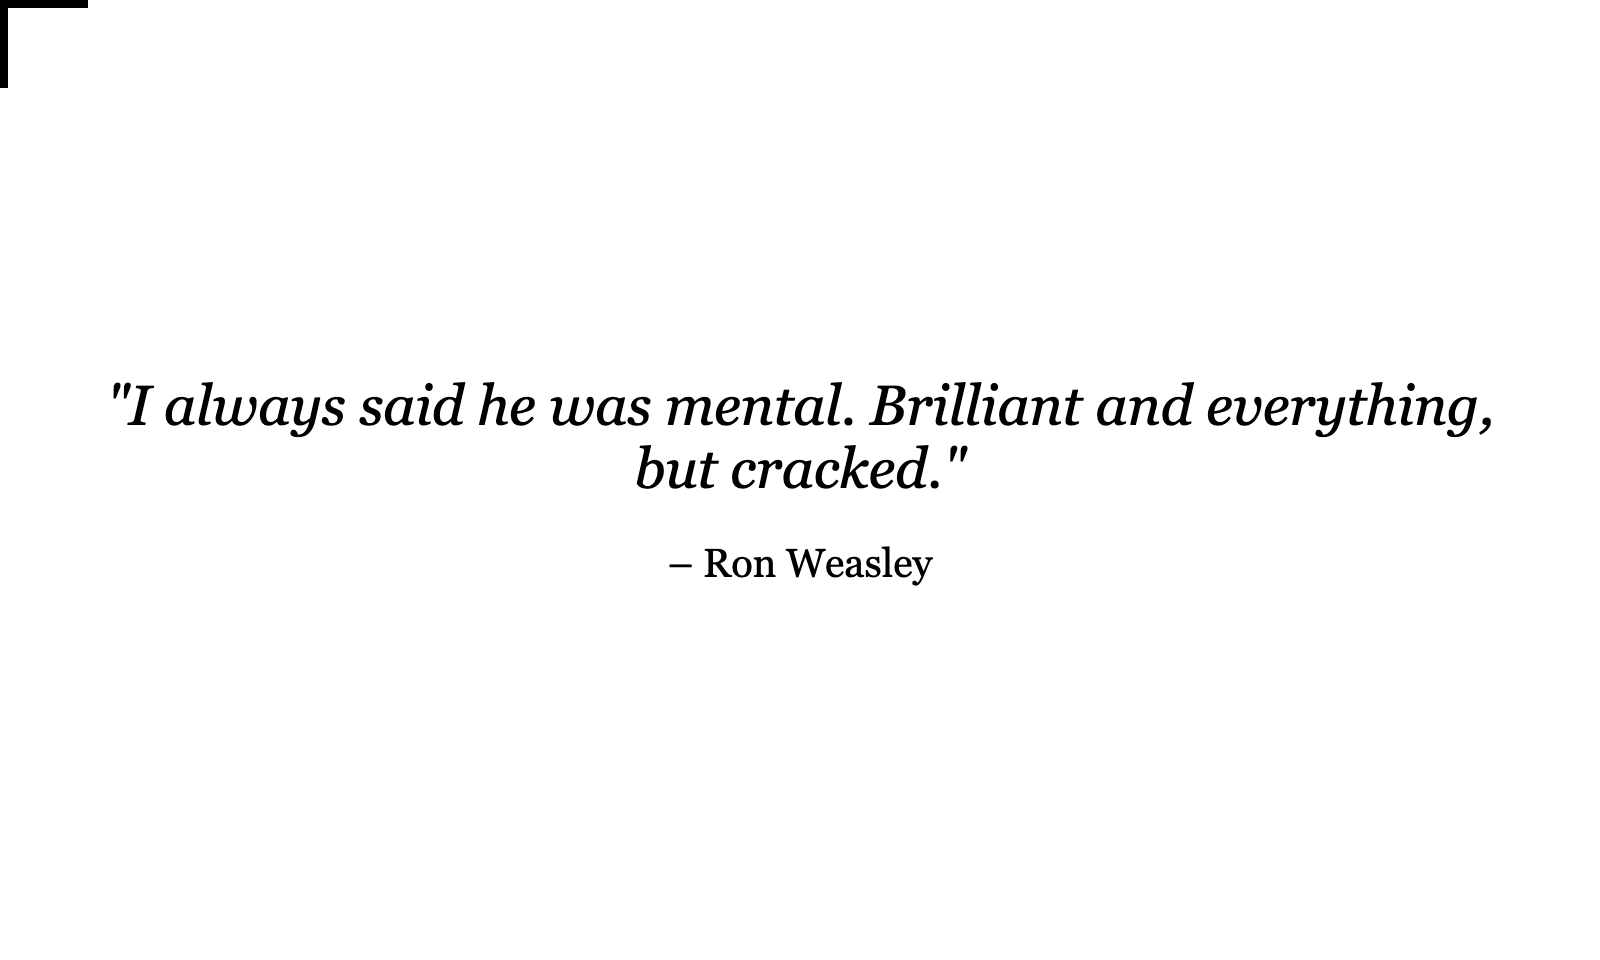 "I always said he was mental. Brilliant and everything,
but cracked."
– Ron Weasley